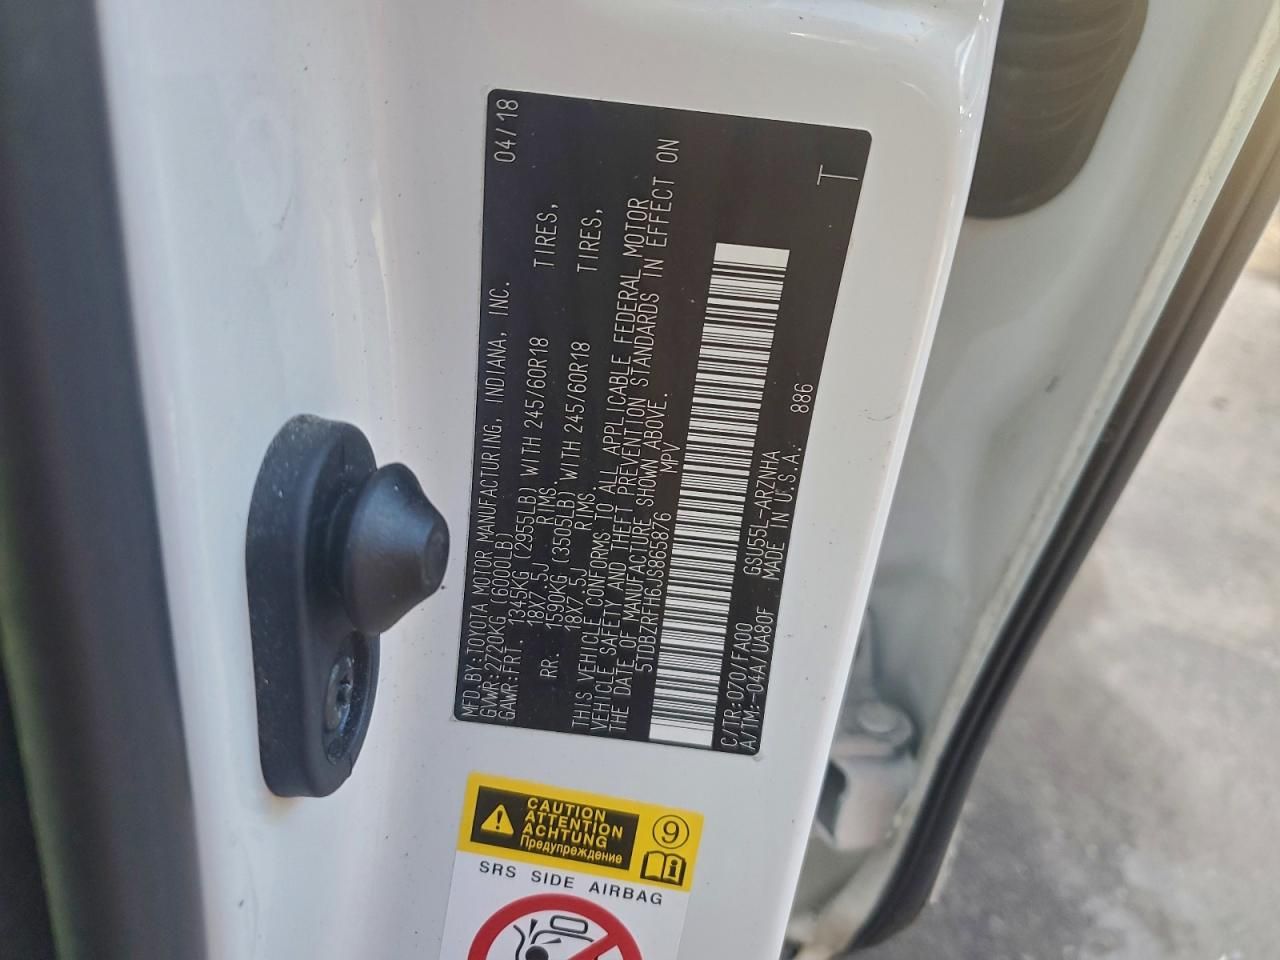 MFD.BY:TOYOTA MOTOR MANUFACTURING, INDIANA, INC. 04/18
GVWR:2720KG (6000LB)
GAWR:FRT. 1345KG (2955LB) WITH 245/60R18 TIRES,
18X7.5J RIMS.
RR. 1590KG (3505LB) WITH 245/60R18 TIRES,
18X7.5J RIMS.
THIS VEHICLE CONFORMS TO ALL APPLICABLE FEDERAL MOTOR
VEHICLE SAFETY AND THEFT PREVENTION STANDARDS IN EFFECT ON
THE DATE OF MANUFACTURE SHOWN ABOVE.
5TDBZRFH6JS865876 MPV
C/TR:070/FA00 GSU55L-ARZNHA 886
A/TM:-04A/UA80F MADE IN U.S.A.
T
CAUTION
ATTENTION
ACHTUNG
Предупреждение
9
SRS SIDE AIRBAG